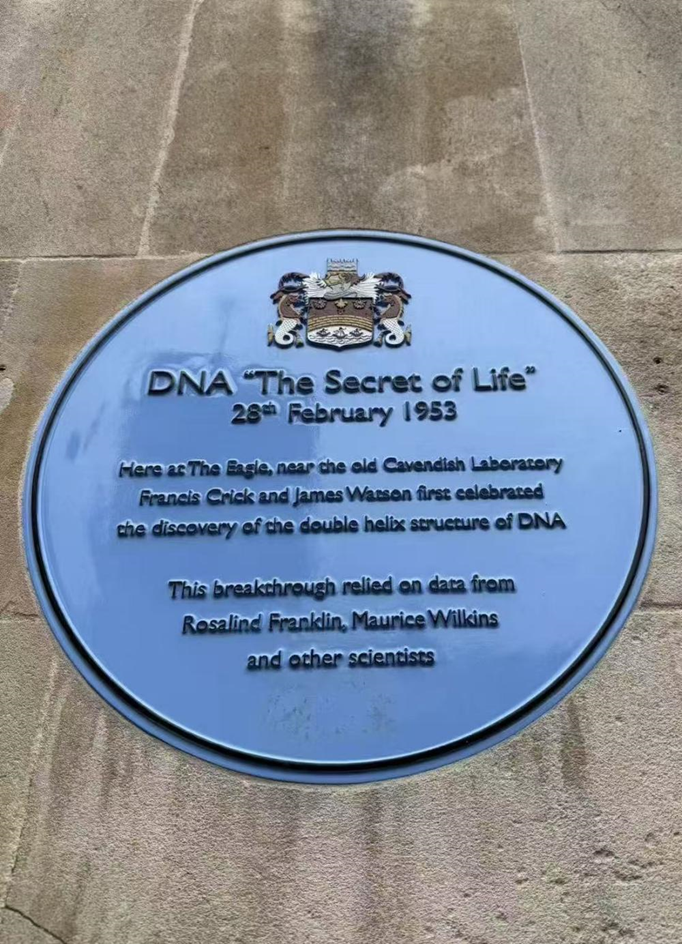 DNA “The Secret of Life”
28th February 1953
Here at The Eagle, near the old Cavendish Laboratory
Francis Crick and James Watson first celebrated
the discovery of the double helix structure of DNA
This breakthrough relied on data from
Rosalind Franklin, Maurice Wilkins
and other scientists